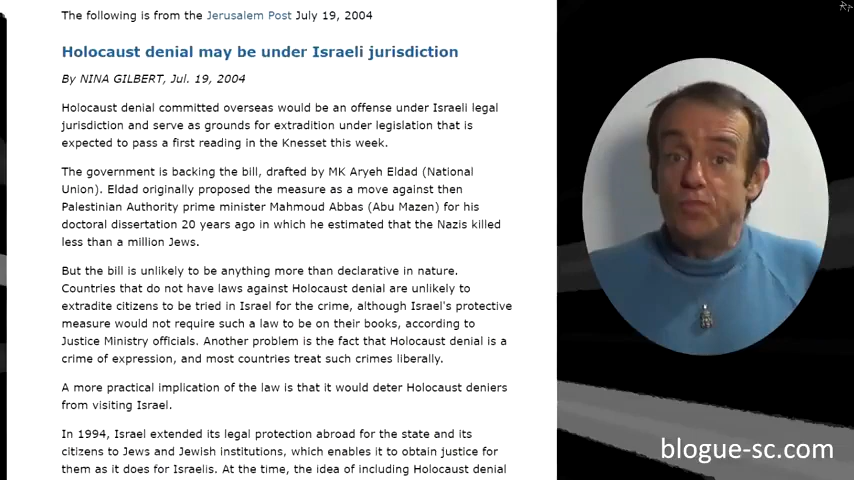 The following is from the Jerusalem Post July 19, 2004
Holocaust denial may be under Israeli jurisdiction
By NINA GILBERT, Jul. 19, 2004
Holocaust denial committed overseas would be an offense under Israeli legal
jurisdiction and serve as grounds for extradition under legislation that is
expected to pass a first reading in the Knesset this week.
The government is backing the bill, drafted by MK Aryeh Eldad (National
Union). Eldad originally proposed the measure as a move against then
Palestinian Authority prime minister Mahmoud Abbas (Abu Mazen) for his
doctoral dissertation 20 years ago in which he estimated that the Nazis killed
less than a million Jews.
But the bill is unlikely to be anything more than declarative in nature.
Countries that do not have laws against Holocaust denial are unlikely to
extradite citizens to be tried in Israel for the crime, although Israel's protective
measure would not require such a law to be on their books, according to
Justice Ministry officials. Another problem is the fact that Holocaust denial is a
crime of expression, and most countries treat such crimes liberally.
A more practical implication of the law is that it would deter Holocaust deniers
from visiting Israel.
In 1994, Israel extended its legal protection abroad for the state and its
citizens to Jews and Jewish institutions, which enables it to obtain justice for
them as it does for Israelis. At the time, the idea of including Holocaust denial
blogue-sc.com